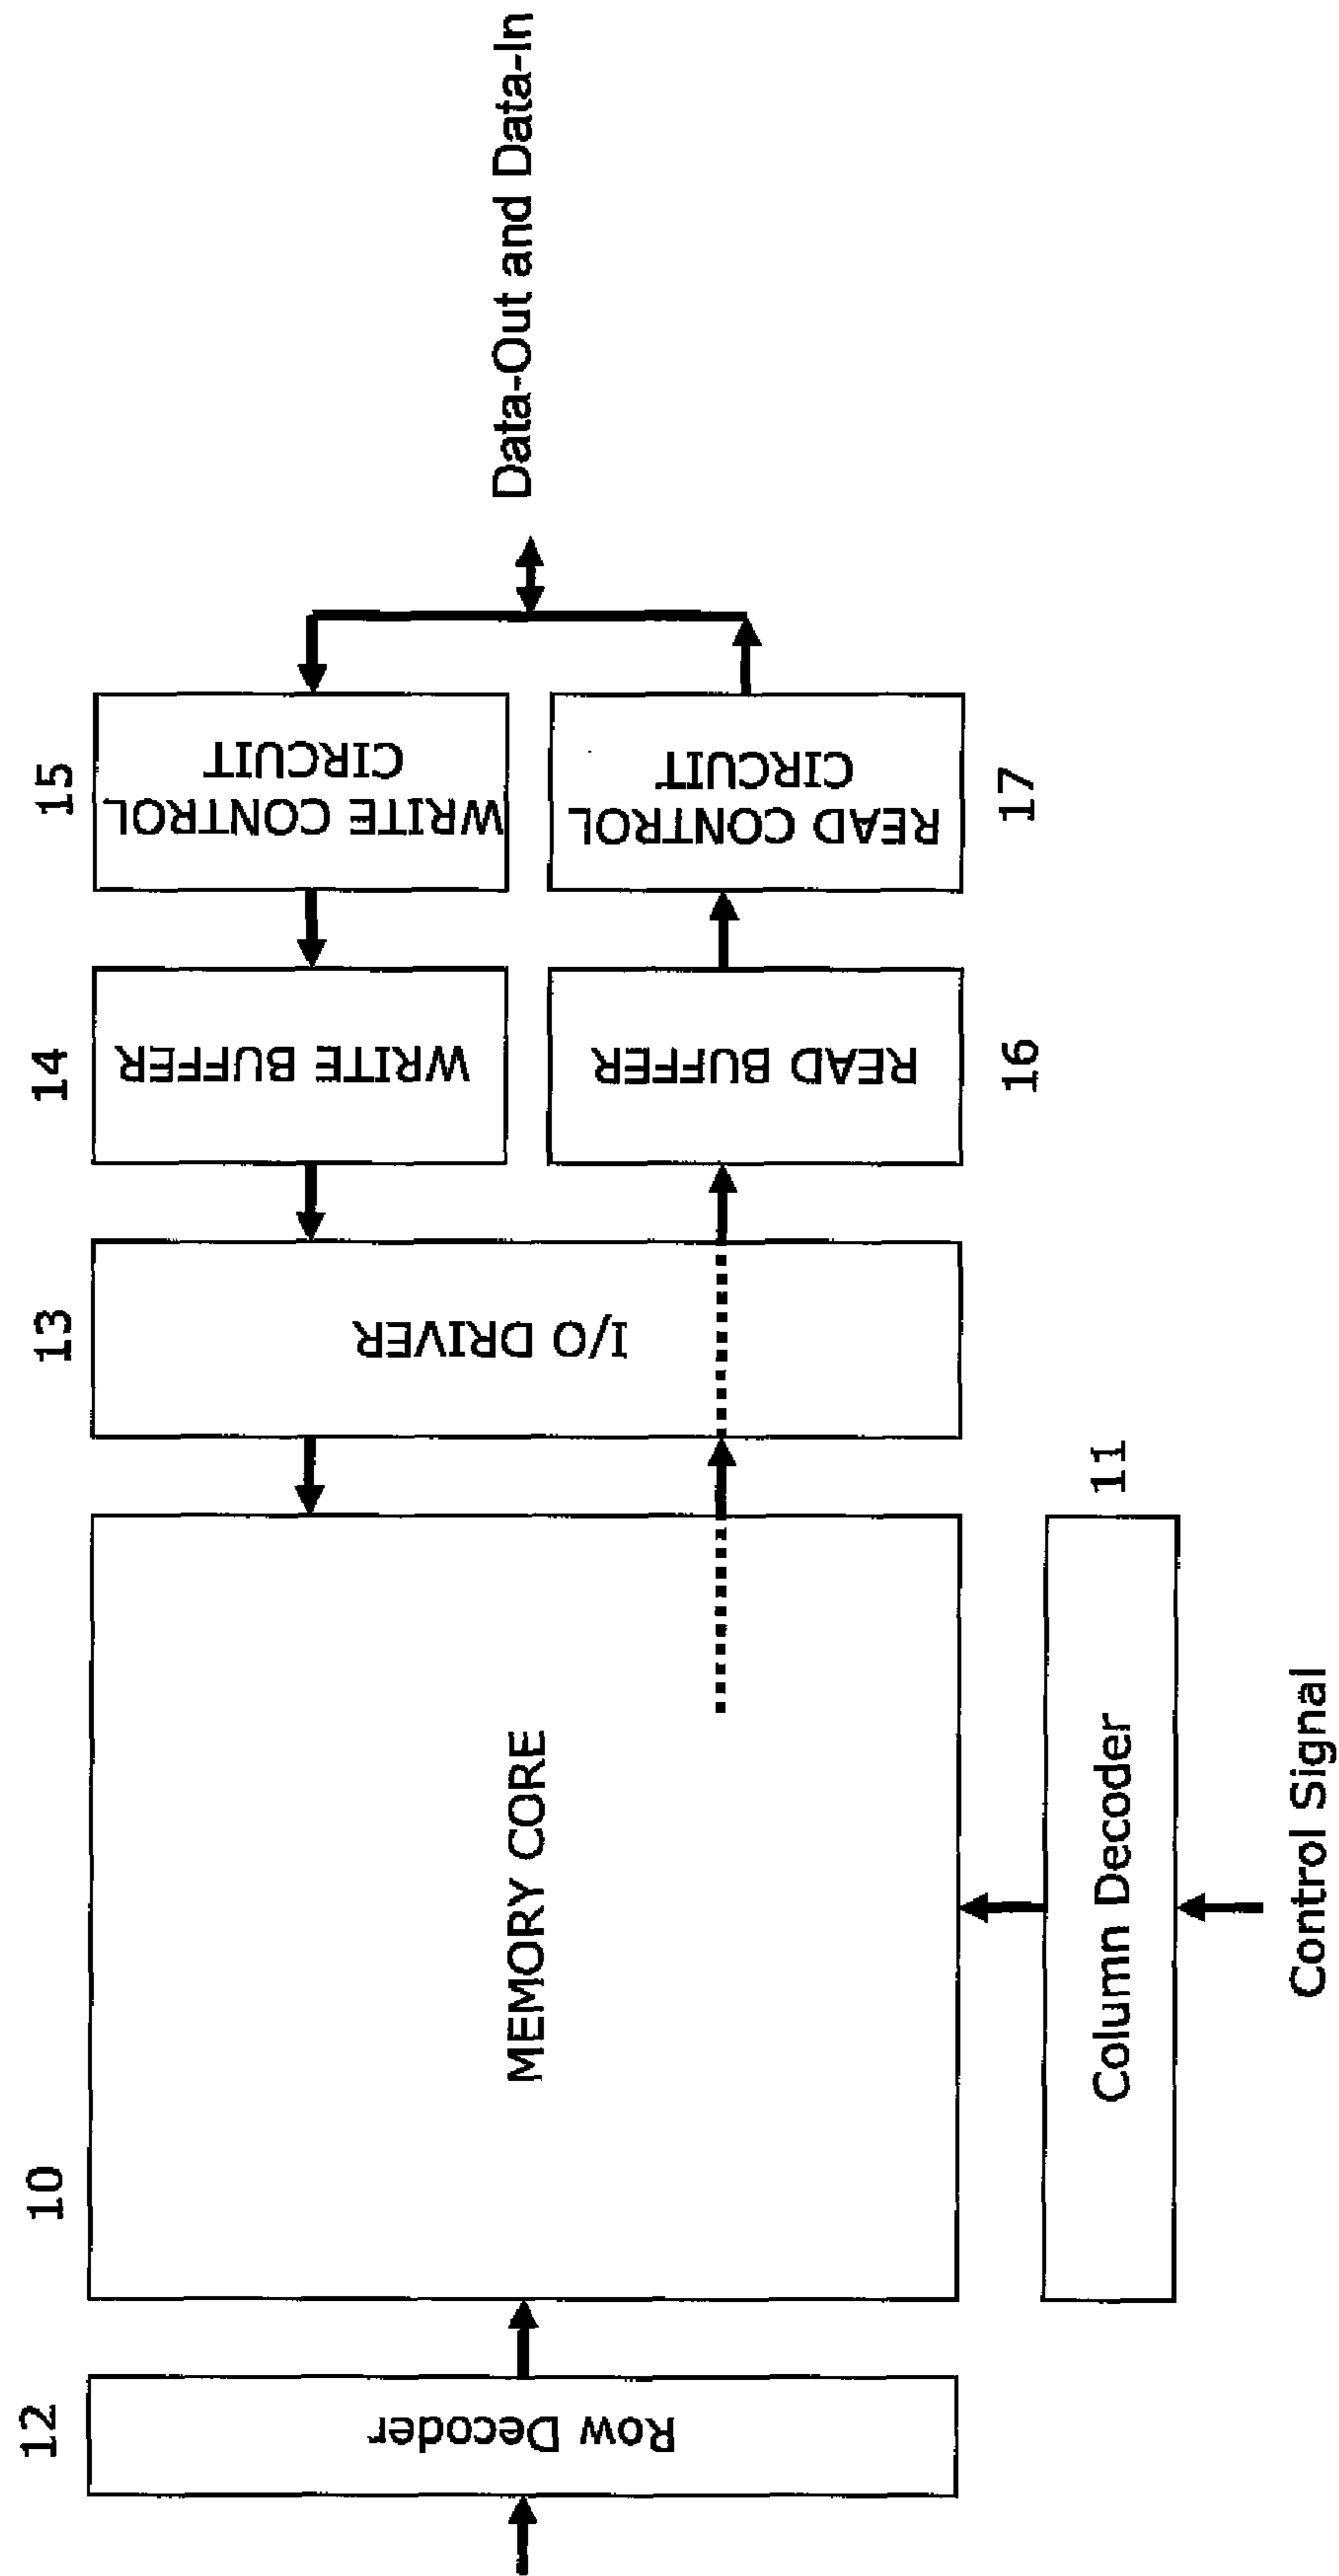 12
Row Decoder
10
MEMORY CORE
11
Column Decoder
Control Signal
13
I/O DRIVER
14
WRITE BUFFER
15
WRITE CONTROL
CIRCUIT
READ BUFFER
16
READ CONTROL
CIRCUIT
17
Data-Out and Data-In